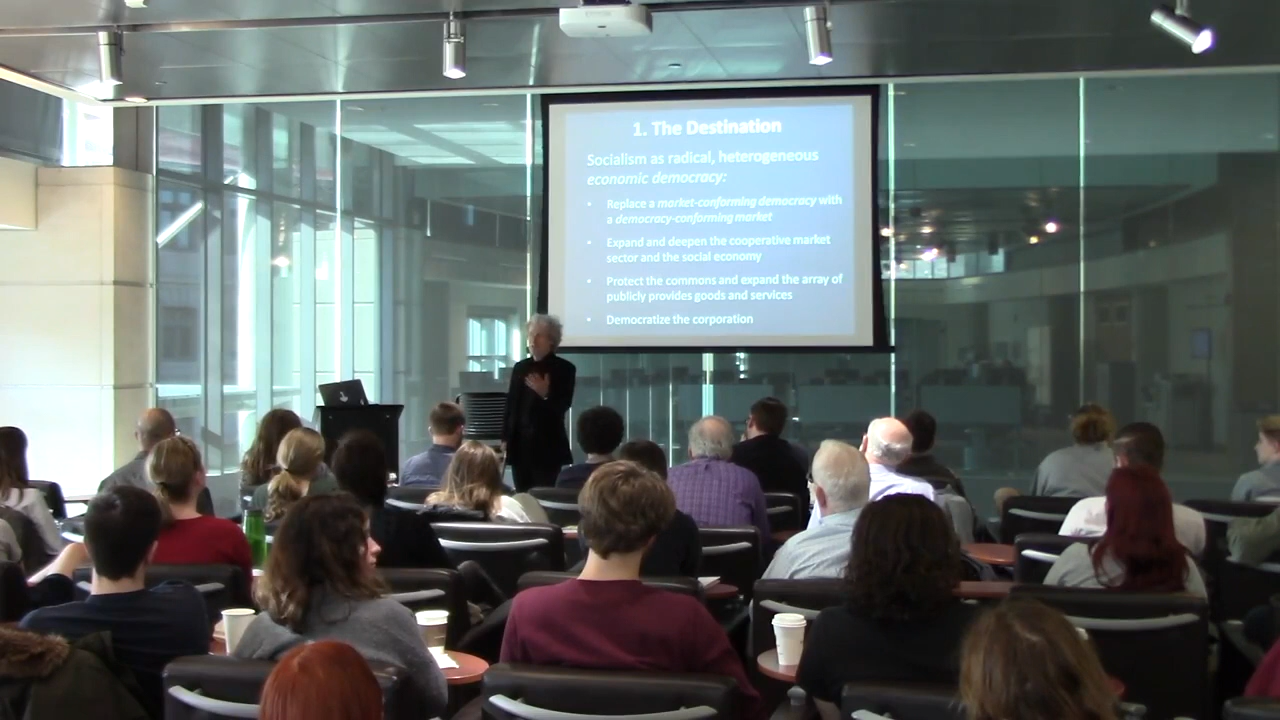 1. The Destination
Socialism as radical, heterogeneous
economic democracy:
• Replace a market-conforming democracy with
a democracy-conforming market
• Expand and deepen the cooperative market
sector and the social economy
• Protect the commons and expand the array of
publicly provides goods and services
• Democratize the corporation